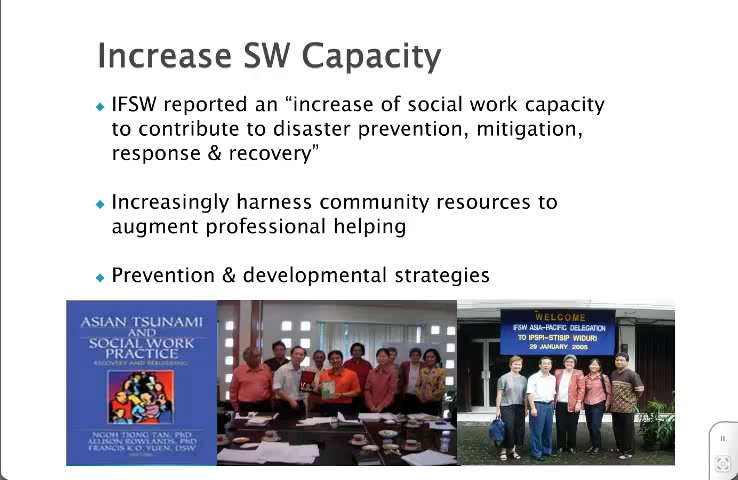 Increase SW Capacity
IFSW reported an “increase of social work capacity
to contribute to disaster prevention, mitigation,
response & recovery”
Increasingly harness community resources to
augment professional helping
Prevention & developmental strategies
ASIAN TSUNAMI
AND
SOCIAL WORK
PRACTICE
RECOVERY AND REBUILDING
NGOH TIONG TAN, PhD
ALLISON ROWLANDS, PhD
FRANCIS K.O. YUEN, DSW
WELCOME
IFSW ASIA-PACIFIC DELEGATION
TO IPSPI-STISIP WIDURI
29 JANUARY 2005